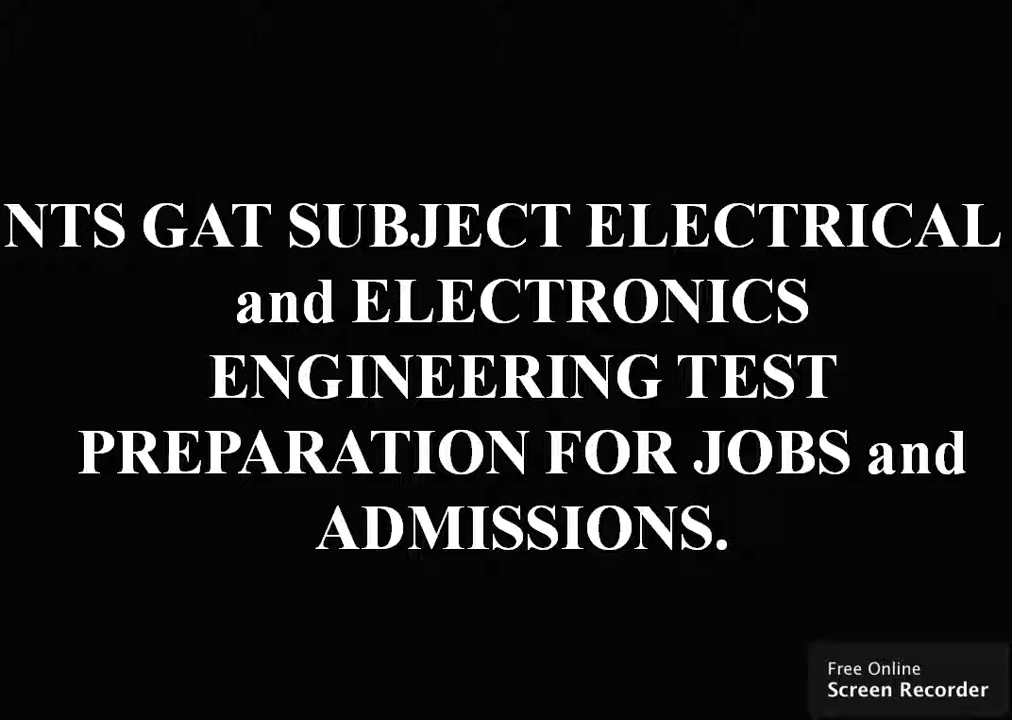 NTS GAT SUBJECT ELECTRICAL
and ELECTRONICS
ENGINEERING TEST
PREPARATION FOR JOBS and
ADMISSIONS.
Free Online
Screen Recorder